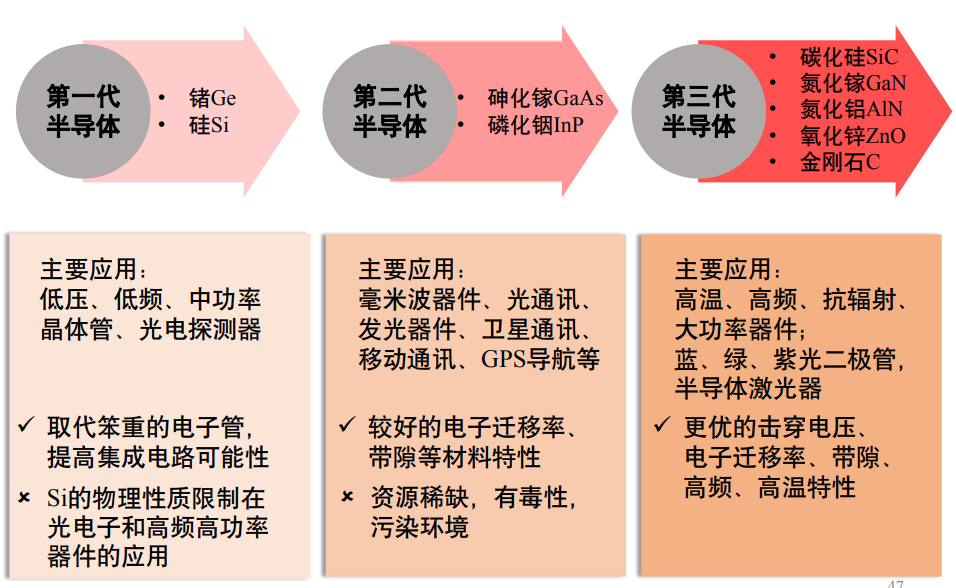 第一代
半导体
• 锗Ge
• 硅Si
第二代
半导体
• 砷化镓GaAs
• 磷化铟InP
第三代
半导体
• 碳化硅SiC
• 氮化镓GaN
• 氮化铝AlN
• 氧化锌ZnO
• 金刚石C
主要应用：
低压、低频、中功率
晶体管、光电探测器
✓ 取代笨重的电子管，
提高集成电路可能性
× Si的物理性质限制在
光电子和高频高功率
器件的应用
主要应用：
毫米波器件、光通讯、
发光器件、卫星通讯、
移动通讯、GPS导航等
✓ 较好的电子迁移率、
带隙等材料特性
× 资源稀缺，有毒性，
污染环境
主要应用：
高温、高频、抗辐射、
大功率器件；
蓝、绿、紫光二极管，
半导体激光器
✓ 更优的击穿电压、
电子迁移率、带隙、
高频、高温特性
47